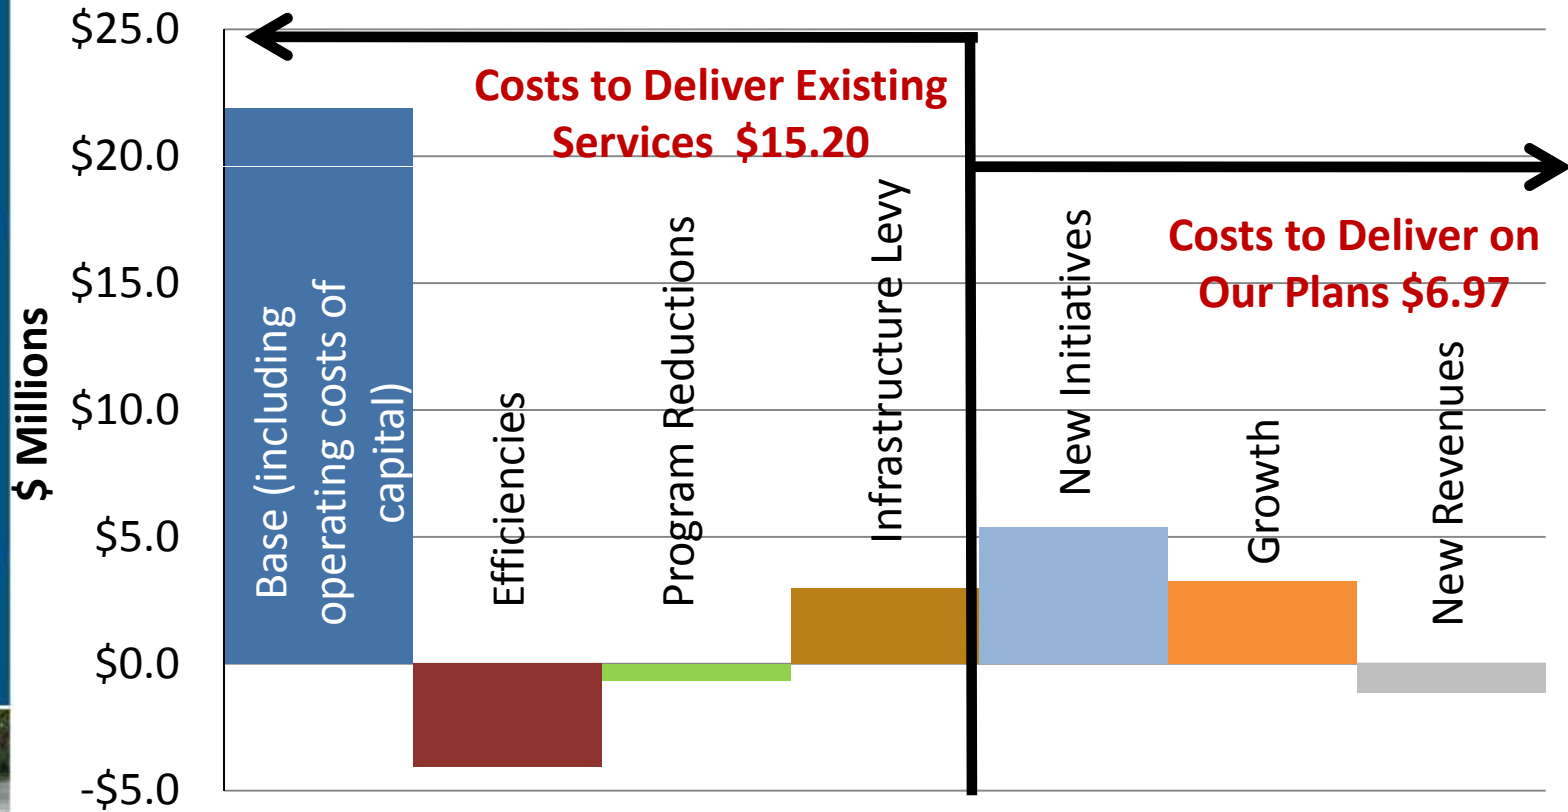 $25.0
$20.0
$15.0
$10.0
$5.0
$0.0
-$5.0
$ Millions
Costs to Deliver Existing
Services $15.20
Costs to Deliver on
Our Plans $6.97
Base (including
operating costs of
capital)
Efficiencies
Program Reductions
Infrastructure Levy
New Initiatives
Growth
New Revenues